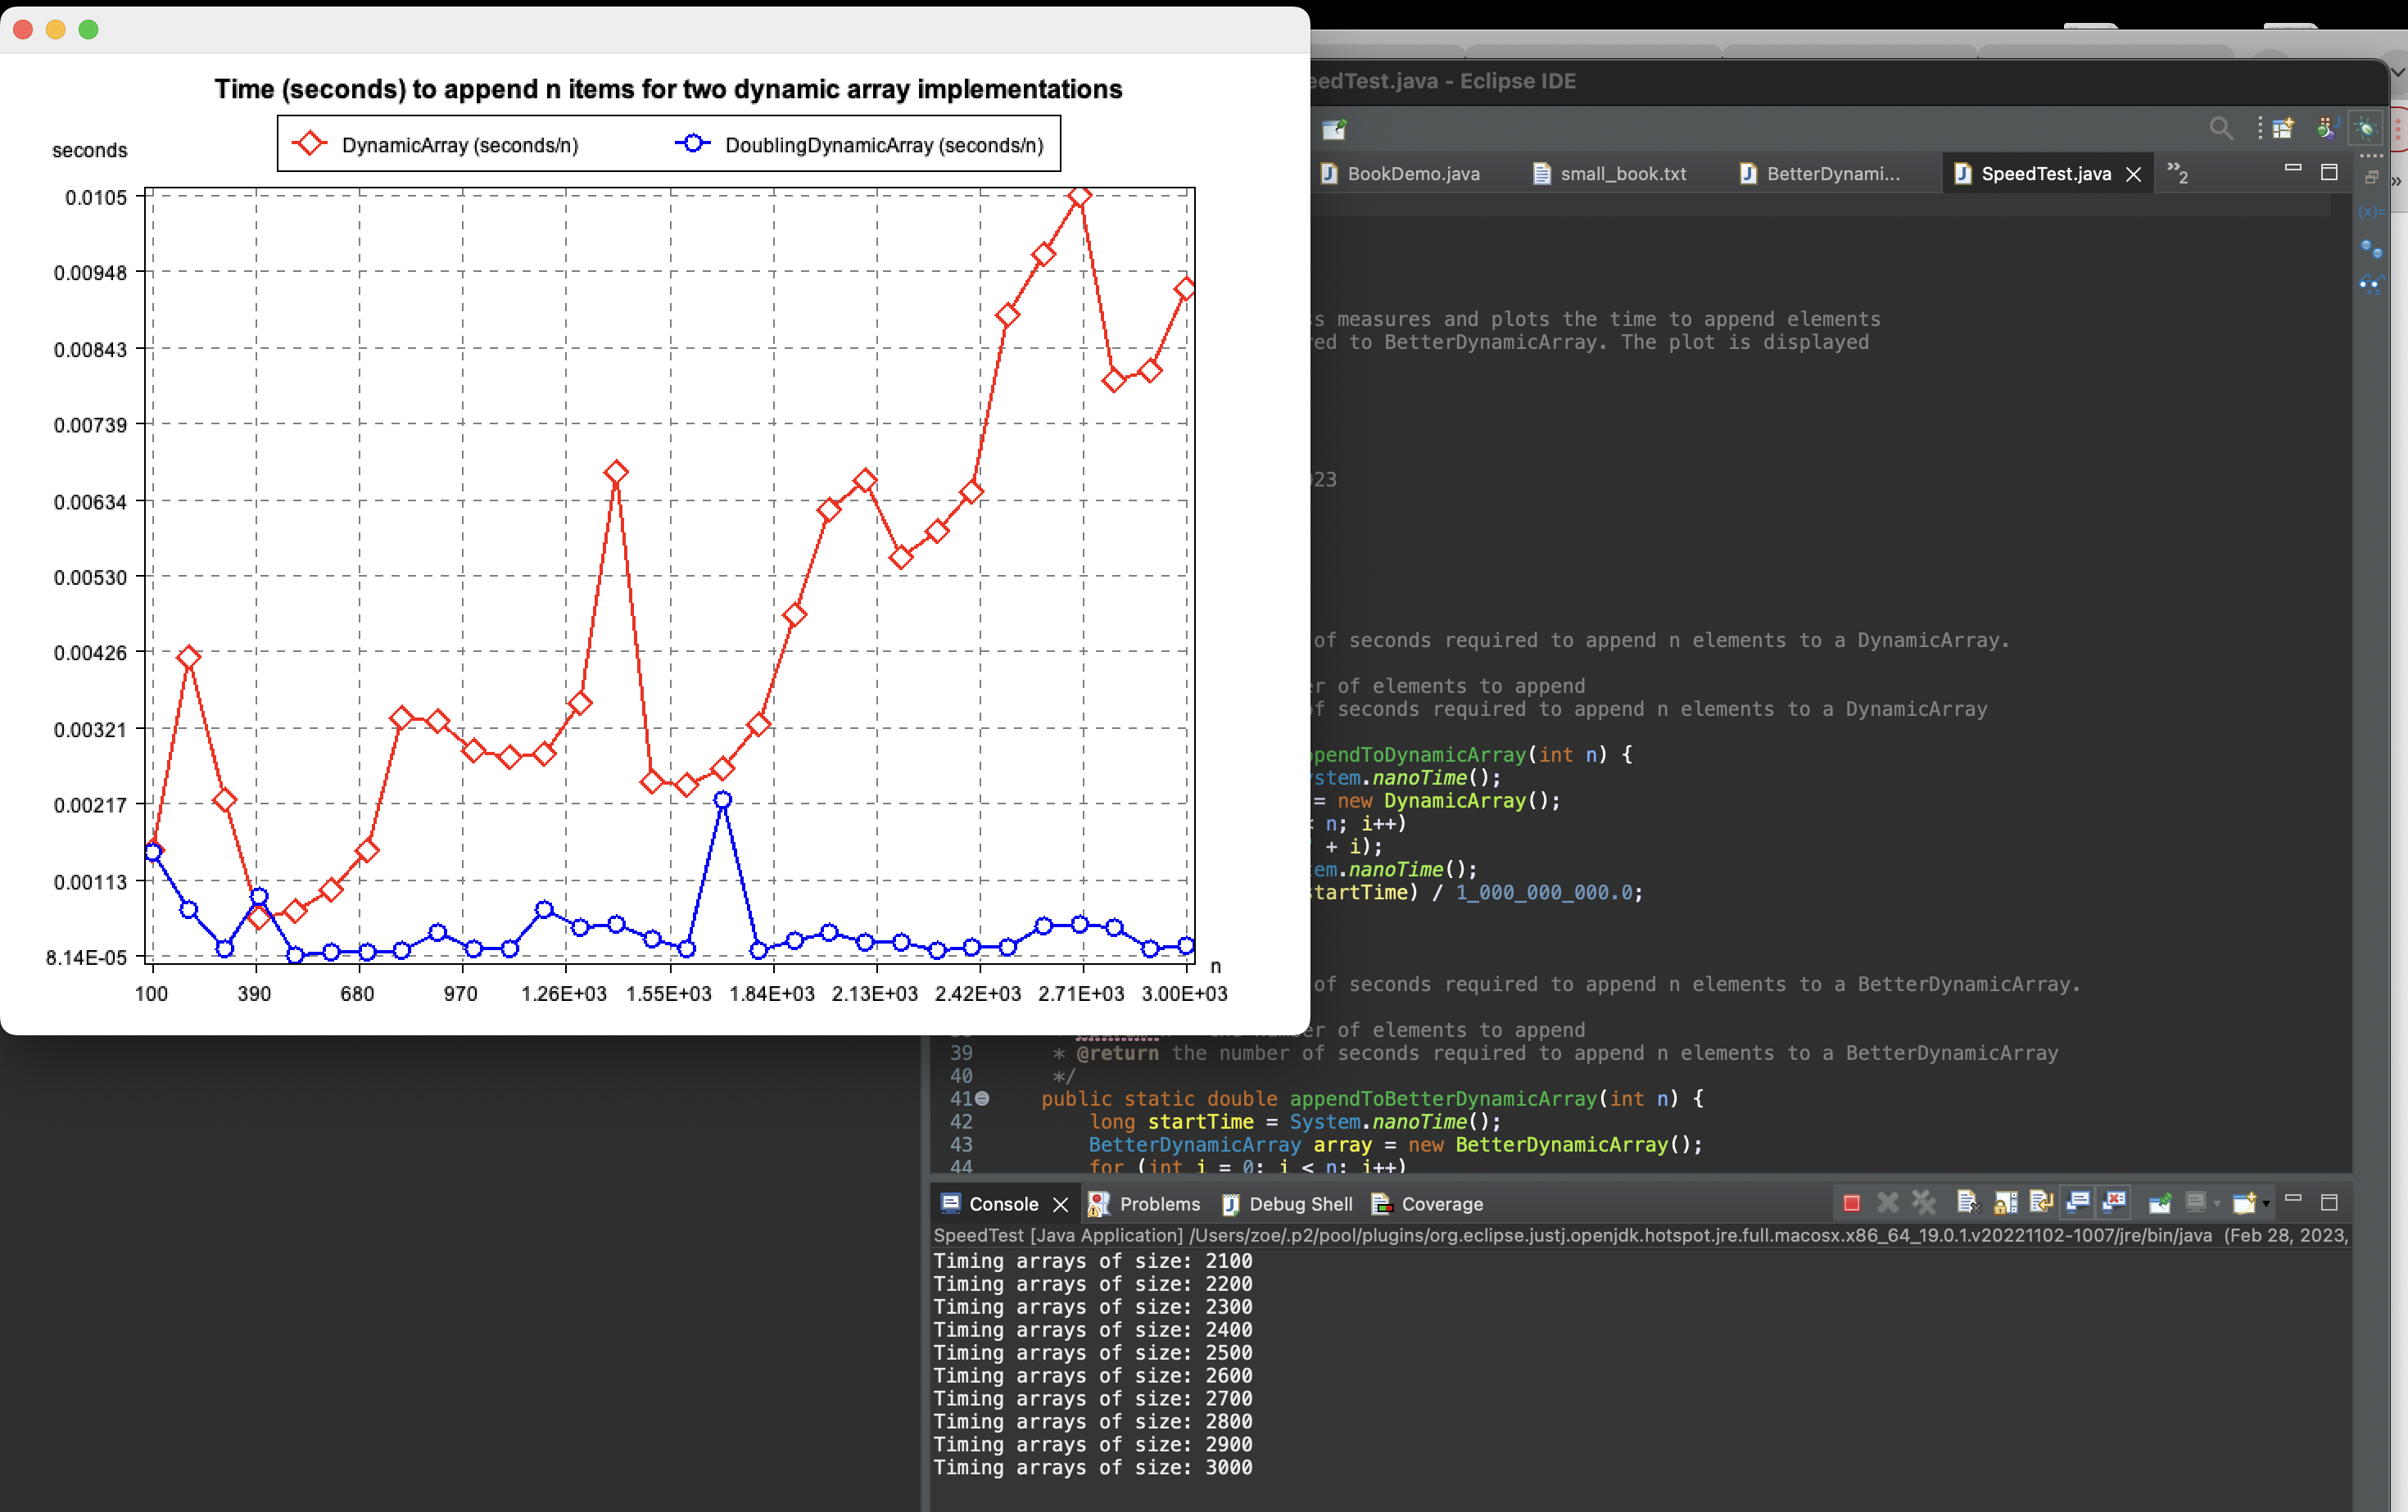 Time (seconds) to append n items for two dynamic array implementations
DynamicArray (seconds/n) DoublingDynamicArray (seconds/n)
seconds
0.0105
0.00948
0.00843
0.00739
0.00634
0.00530
0.00426
0.00321
0.00217
0.00113
8.14E-05
n
100 390 680 970 1.26E+03 1.55E+03 1.84E+03 2.13E+03 2.42E+03 2.71E+03 3.00E+03
eedTest.java - Eclipse IDE
BookDemo.java small_book.txt BetterDynami... SpeedTest.java »2
(x)=
s measures and plots the time to append elements
red to BetterDynamicArray. The plot is displayed
23
of seconds required to append n elements to a DynamicArray.
r of elements to append
f seconds required to append n elements to a DynamicArray
ppendToDynamicArray(int n) {
ystem.nanoTime();
= new DynamicArray();
< n; i++)
" + i);
em.nanoTime();
startTime) / 1_000_000_000.0;
of seconds required to append n elements to a BetterDynamicArray.
er of elements to append
39 * @return the number of seconds required to append n elements to a BetterDynamicArray
40 */
41 public static double appendToBetterDynamicArray(int n) {
42 long startTime = System.nanoTime();
43 BetterDynamicArray array = new BetterDynamicArray();
44 for (int i = 0; i < n; i++)
Console Problems Debug Shell Coverage
SpeedTest [Java Application] /Users/zoe/.p2/pool/plugins/org.eclipse.justj.openjdk.hotspot.jre.full.macosx.x86_64_19.0.1.v20221102-1007/jre/bin/java (Feb 28, 2023,
Timing arrays of size: 2100
Timing arrays of size: 2200
Timing arrays of size: 2300
Timing arrays of size: 2400
Timing arrays of size: 2500
Timing arrays of size: 2600
Timing arrays of size: 2700
Timing arrays of size: 2800
Timing arrays of size: 2900
Timing arrays of size: 3000